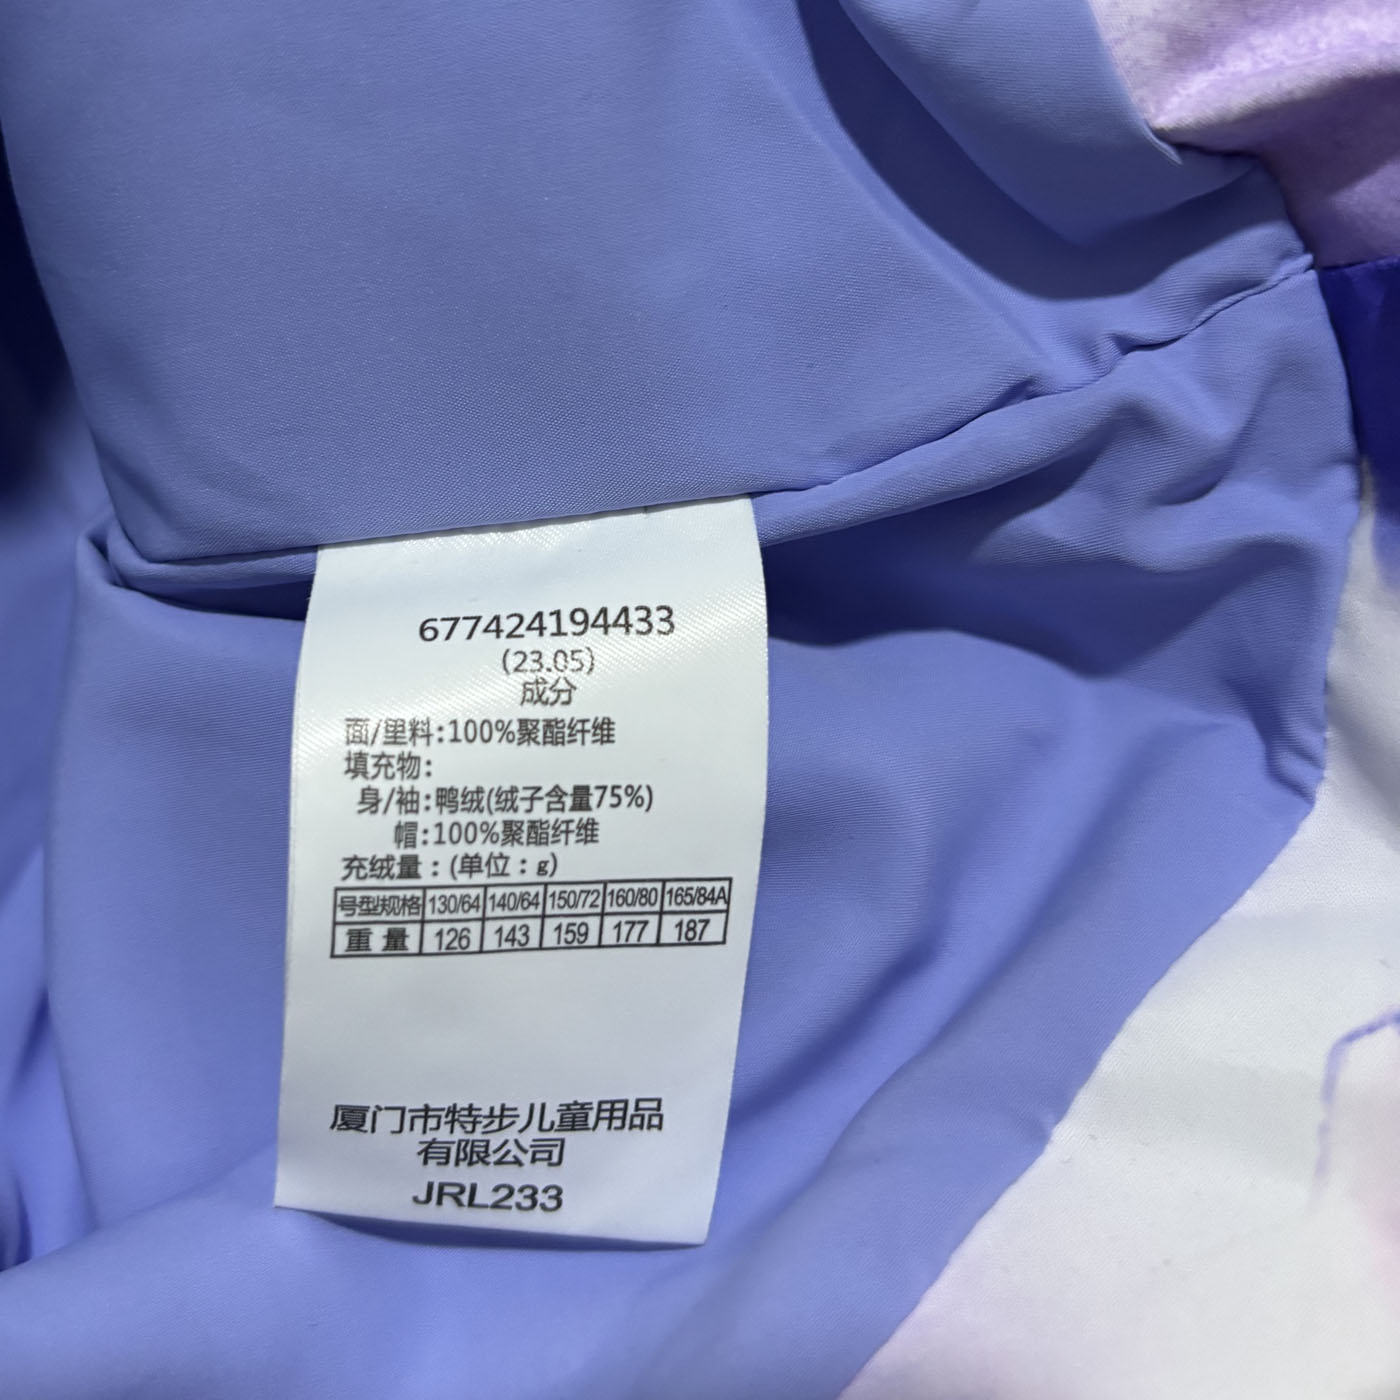 677424194433
(23.05)
成分
面/里料:100%聚酯纤维
填充物:
身/袖:鸭绒(绒子含量75%)
帽:100%聚酯纤维
充绒量:(单位:g)
号型规格 130/64 140/64 150/72 160/80 165/84A
重量 126 143 159 177 187
厦门市特步儿童用品
有限公司
JRL233